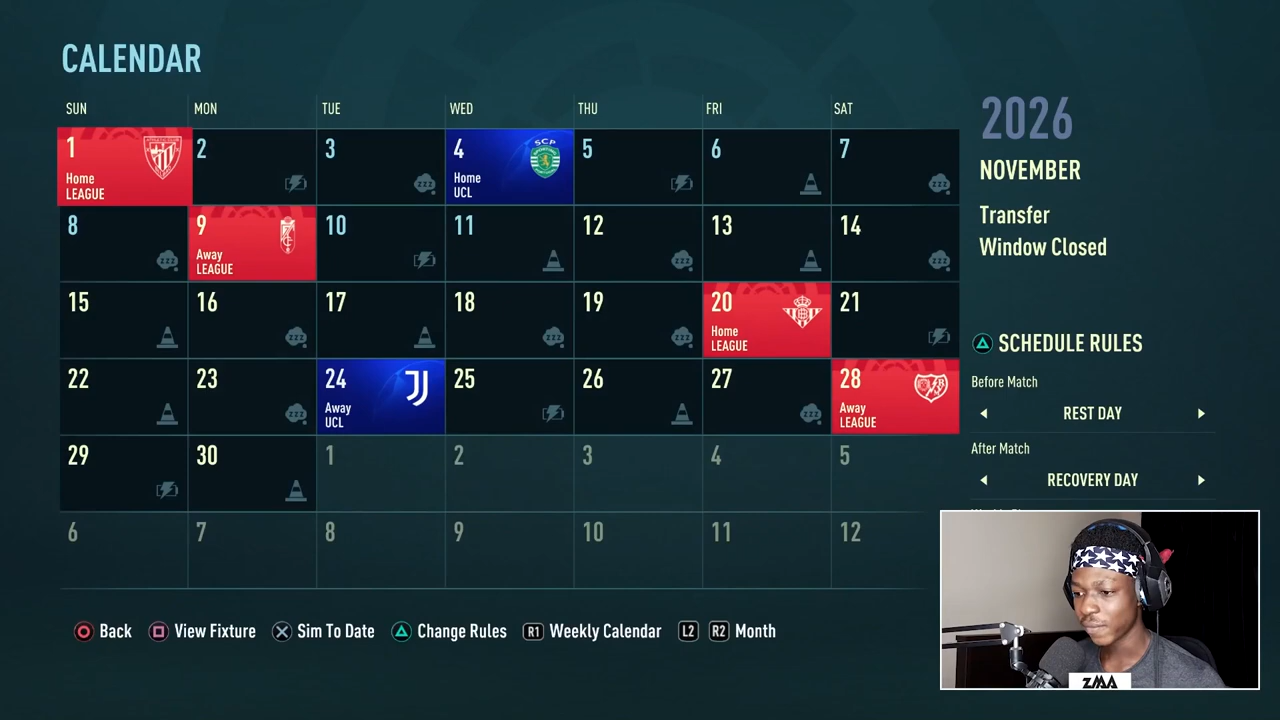 CALENDAR
SUN MON TUE WED THU FRI SAT
1 Home LEAGUE
2
3
4 SCP Home UCL
5
6
7
8
9 Away LEAGUE
10
11
12
13
14
15
16
17
18
19
20 Home LEAGUE
21
22
23
24 Away UCL
25
26
27
28 Away LEAGUE
29
30
1
2
3
4
5
6
7
8
9
10
11
12
2026
NOVEMBER
Transfer
Window Closed
SCHEDULE RULES
Before Match
REST DAY
After Match
RECOVERY DAY
Back View Fixture Sim To Date Change Rules R1 Weekly Calendar L2 R2 Month